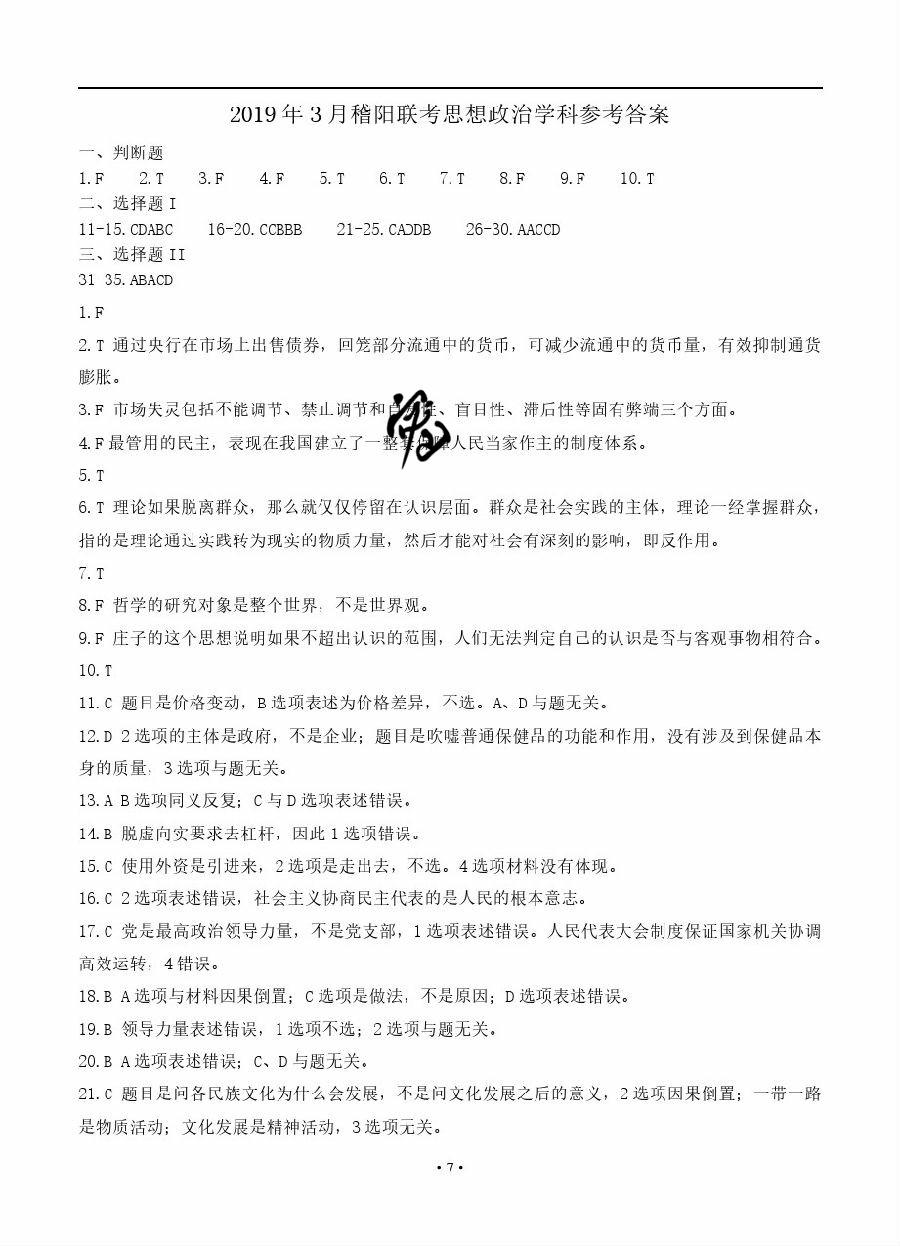 2019 年 3 月稽阳联考思想政治学科参考答案
一、判断题
1.F 2.T 3.F 4.F 5.T 6.T 7.T 8.F 9.F 10.T
二、选择题 I
11-15.CDABC 16-20.CCBBB 21-25.CADDB 26-30.AACCD
三、选择题 II
31 35.ABACD
1.F
2.T 通过央行在市场上出售债券，回笼部分流通中的货币，可减少流通中的货币量，有效抑制通货
膨胀。
3.F 市场失灵包括不能调节、禁止调节和自发性、盲目性、滞后性等固有弊端三个方面。
4.F 最管用的民主，表现在我国建立了一整套保障人民当家作主的制度体系。
5.T
6.T 理论如果脱离群众，那么就仅仅停留在认识层面。群众是社会实践的主体，理论一经掌握群众，
指的是理论通过实践转为现实的物质力量，然后才能对社会有深刻的影响，即反作用。
7.T
8.F 哲学的研究对象是整个世界，不是世界观。
9.F 庄子的这个思想说明如果不超出认识的范围，人们无法判定自己的认识是否与客观事物相符合。
10.T
11.C 题目是价格变动，B 选项表述为价格差异，不选。A、D 与题无关。
12.D 2 选项的主体是政府，不是企业；题目是吹嘘普通保健品的功能和作用，没有涉及到保健品本
身的质量，3 选项与题无关。
13.A B 选项同义反复；C 与 D 选项表述错误。
14.B 脱虚向实要求去杠杆，因此 1 选项错误。
15.C 使用外资是引进来，2 选项是走出去，不选。4 选项材料没有体现。
16.C 2 选项表述错误，社会主义协商民主代表的是人民的根本意志。
17.C 党是最高政治领导力量，不是党支部，1 选项表述错误。人民代表大会制度保证国家机关协调
高效运转，4 错误。
18.B A 选项与材料因果倒置；C 选项是做法，不是原因；D 选项表述错误。
19.B 领导力量表述错误，1 选项不选；2 选项与题无关。
20.B A 选项表述错误；C、D 与题无关。
21.C 题目是问各民族文化为什么会发展，不是问文化发展之后的意义，2 选项因果倒置；一带一路
是物质活动；文化发展是精神活动，3 选项无关。
• 7 •